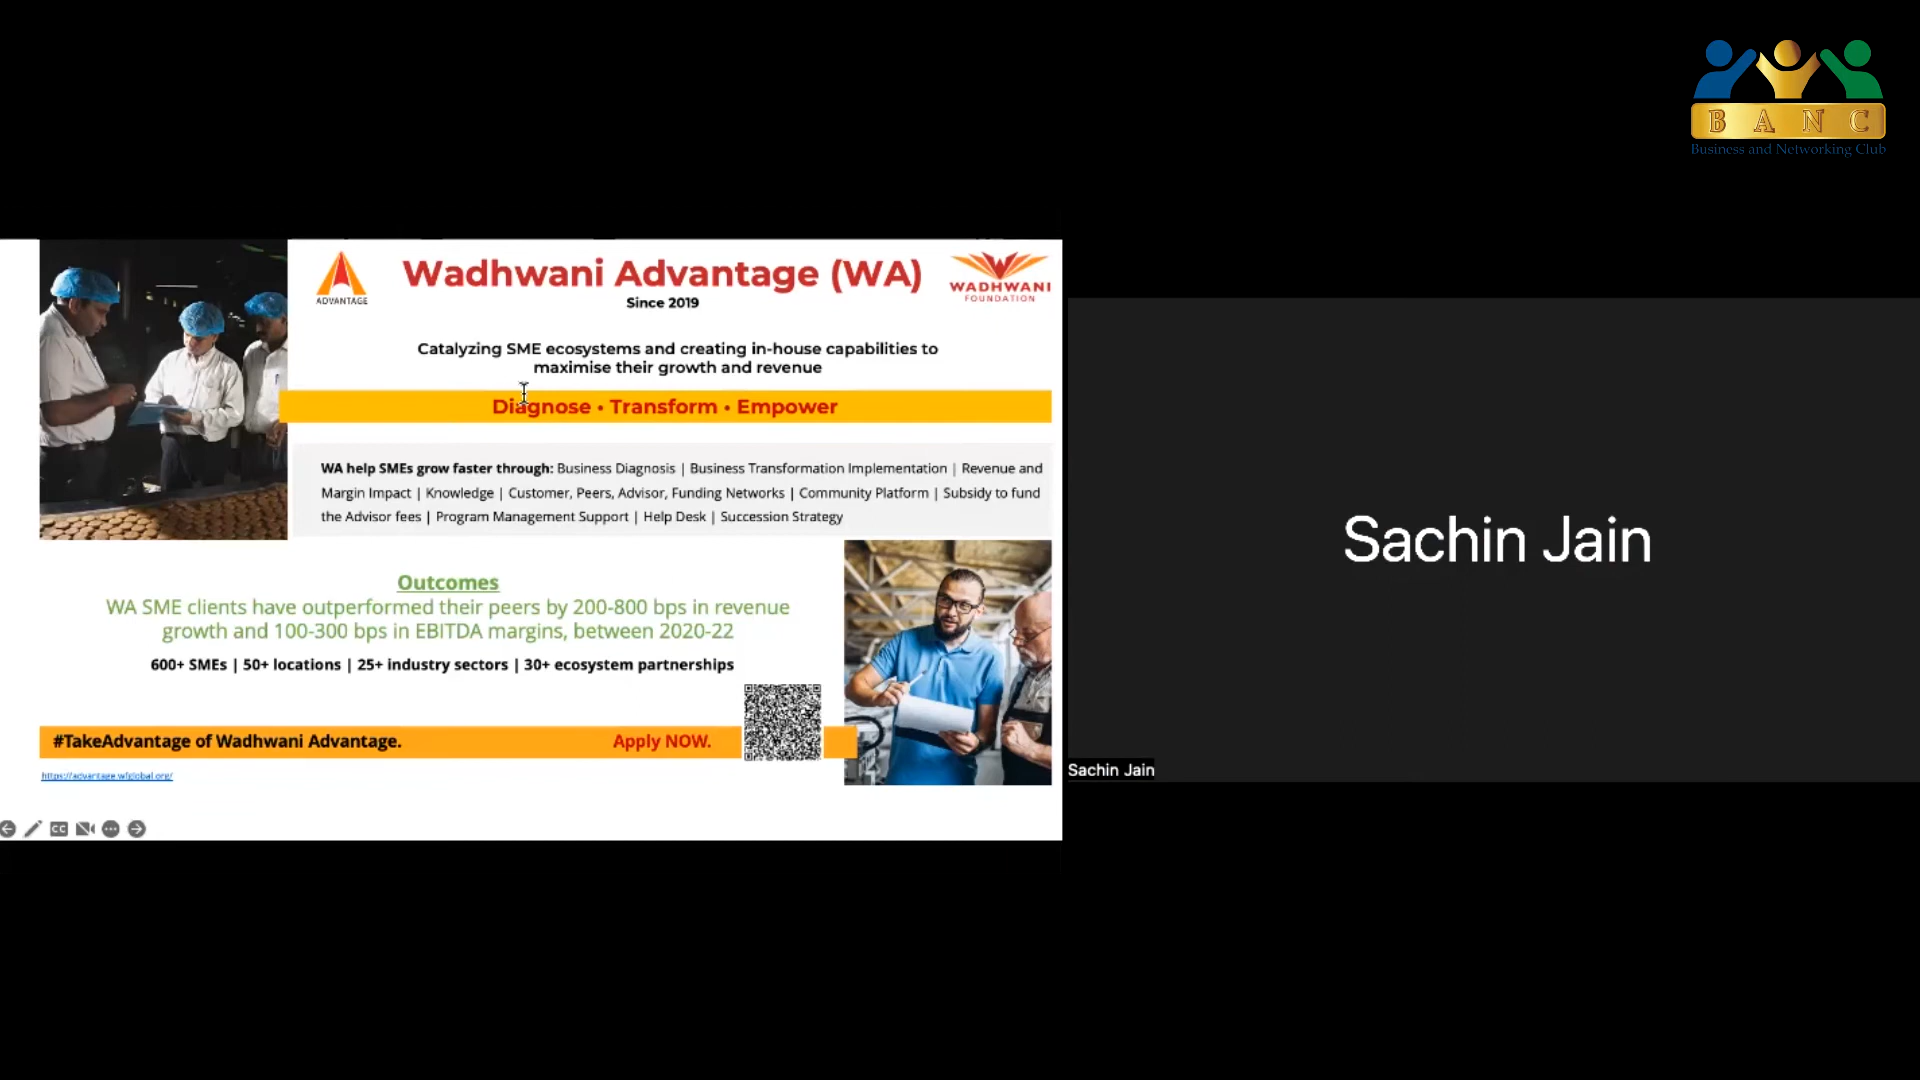 B A N C
Business and Networking Club
ADVANTAGE
Wadhwani Advantage (WA)
Since 2019
WADHWANI
FOUNDATION
Catalyzing SME ecosystems and creating in-house capabilities to
maximise their growth and revenue
Diagnose • Transform • Empower
WA help SMEs grow faster through: Business Diagnosis | Business Transformation Implementation | Revenue and
Margin Impact | Knowledge | Customer, Peers, Advisor, Funding Networks | Community Platform | Subsidy to fund
the Advisor fees | Program Management Support | Help Desk | Succession Strategy
Outcomes
WA SME clients have outperformed their peers by 200-800 bps in revenue
growth and 100-300 bps in EBITDA margins, between 2020-22
600+ SMEs | 50+ locations | 25+ industry sectors | 30+ ecosystem partnerships
#TakeAdvantage of Wadhwani Advantage. Apply NOW.
https://advantage.wfglobal.org/
CC
Sachin Jain
Sachin Jain